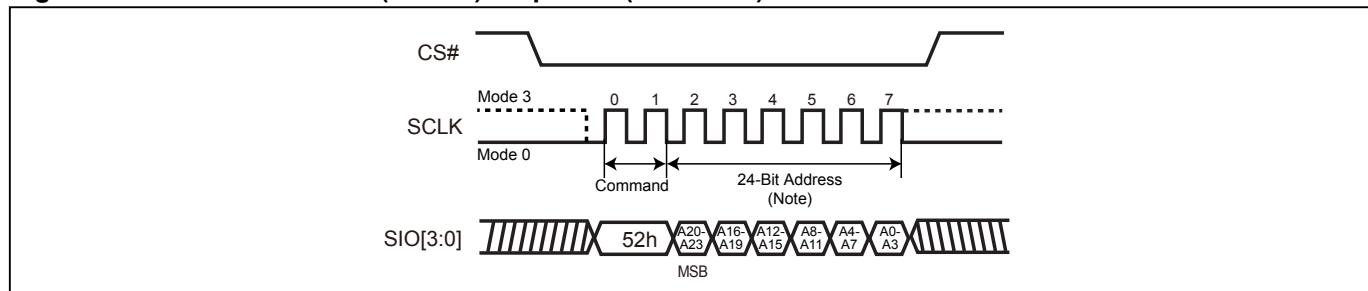 CS#
Mode 3
0 1 2 3 4 5 6 7
SCLK
Mode 0
Command
24-Bit Address
(Note)
SIO[3:0]
52h
A20-
A23
A16-
A19
A12-
A15
A8-
A11
A4-
A7
A0-
A3
MSB